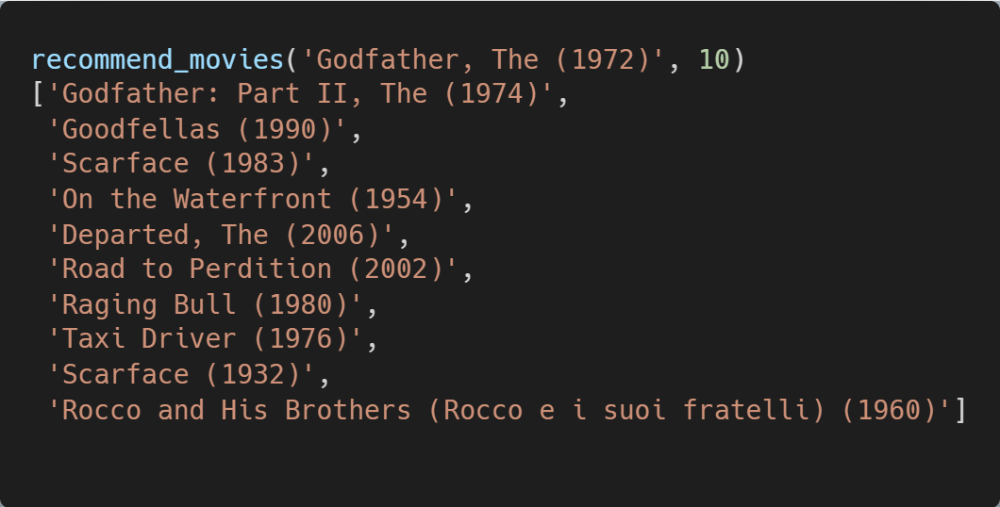 recommend_movies('Godfather, The (1972)', 10)
['Godfather: Part II, The (1974)',
 'Goodfellas (1990)',
 'Scarface (1983)',
 'On the Waterfront (1954)',
 'Departed, The (2006)',
 'Road to Perdition (2002)',
 'Raging Bull (1980)',
 'Taxi Driver (1976)',
 'Scarface (1932)',
 'Rocco and His Brothers (Rocco e i suoi fratelli) (1960)']